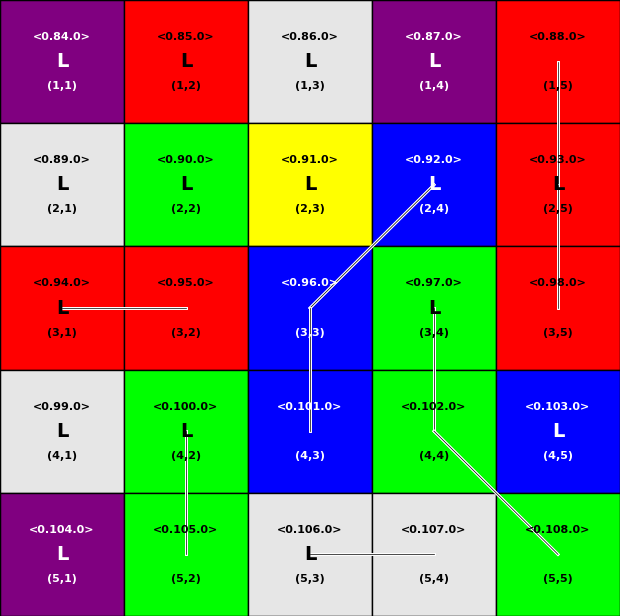 <0.84.0> <0.85.0> <0.86.0> <0.87.0> <0.88.0>
L L L L
(1,1) (1,2) (1,3) (1,4) (1,5)
<0.89.0> <0.90.0> <0.91.0> <0.92.0> <0.93.0>
L L L L L
(2,1) (2,2) (2,3) (2,4) (2,5)
<0.94.0> <0.95.0> <0.96.0> <0.97.0> <0.98.0>
L L
(3,1) (3,2) (3,3) (3,4) (3,5)
<0.99.0> <0.100.0> <0.101.0> <0.102.0> <0.103.0>
L L L
(4,1) (4,2) (4,3) (4,4) (4,5)
<0.104.0> <0.105.0> <0.106.0> <0.107.0> <0.108.0>
L L
(5,1) (5,2) (5,3) (5,4) (5,5)